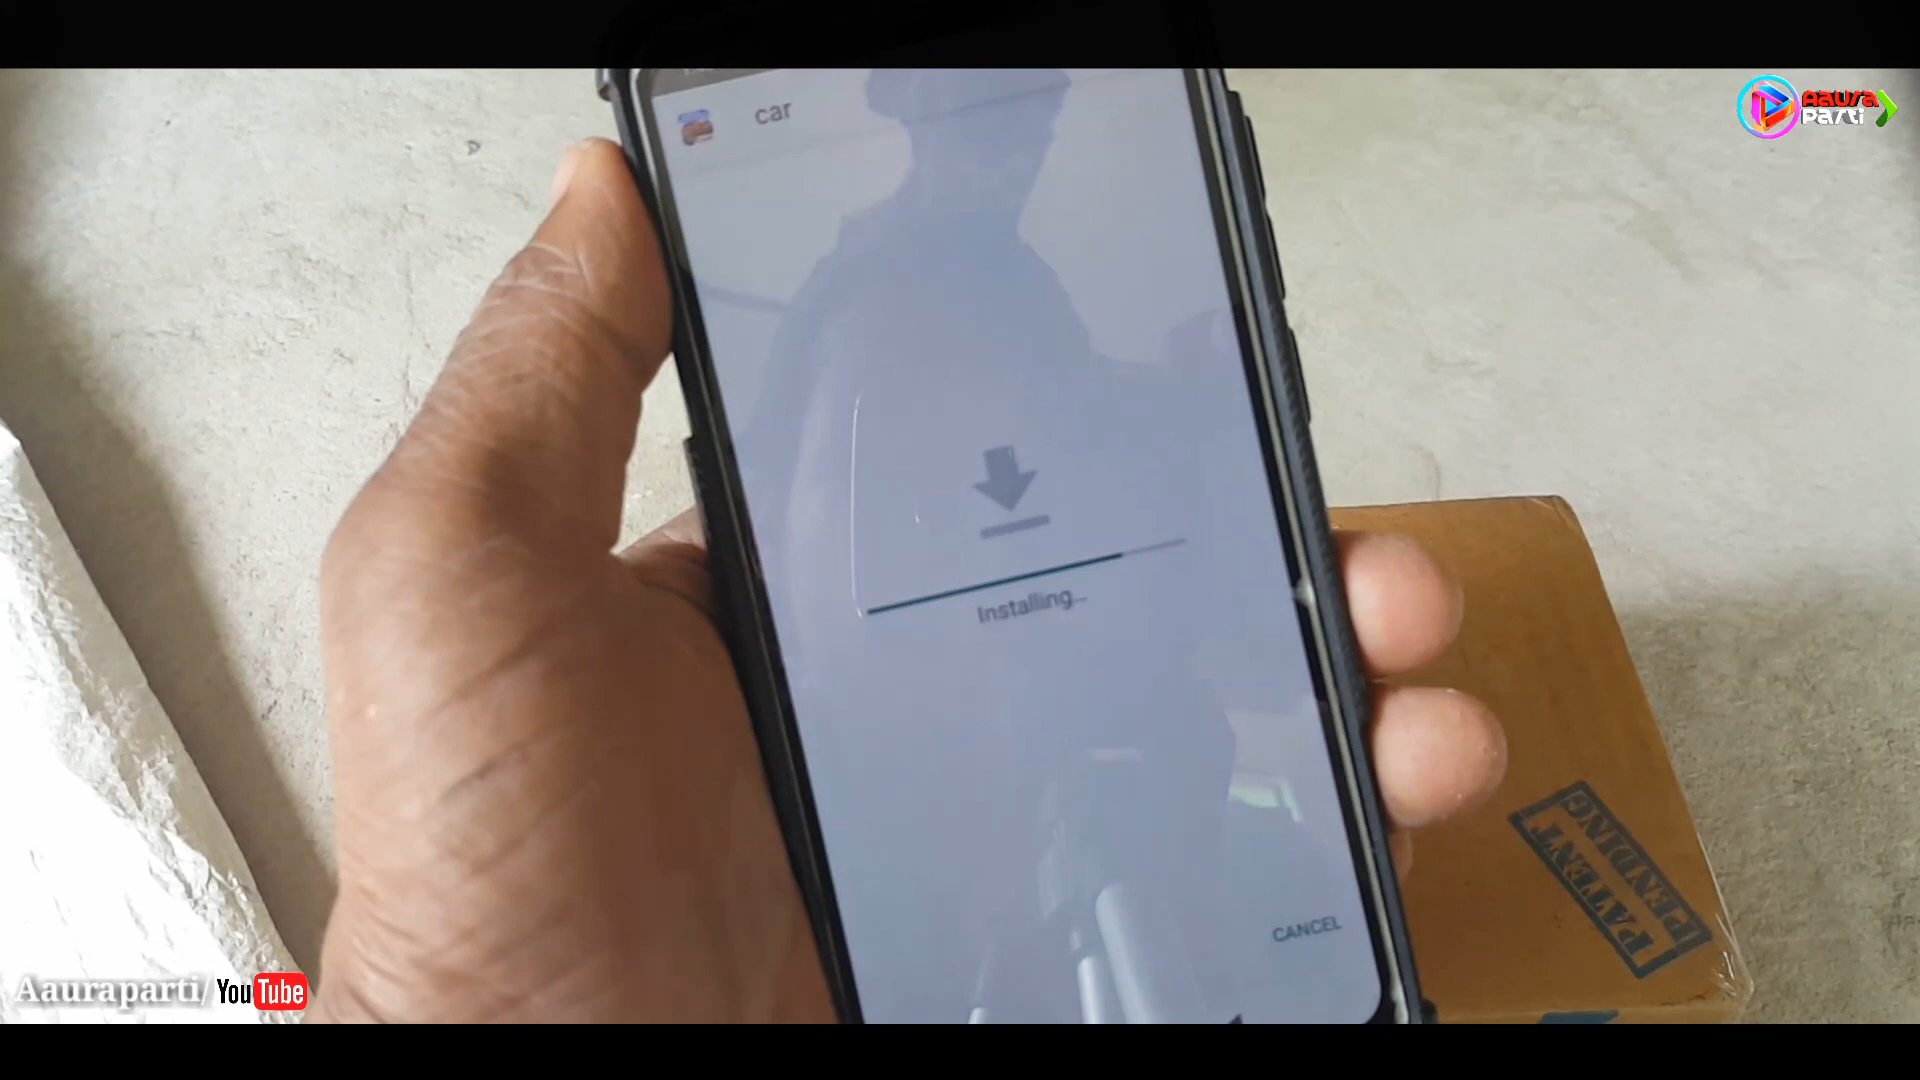 car
Aaura
Parti
Installing...
CANCEL
PATENT
PENDING
Aauraparti/YouTube